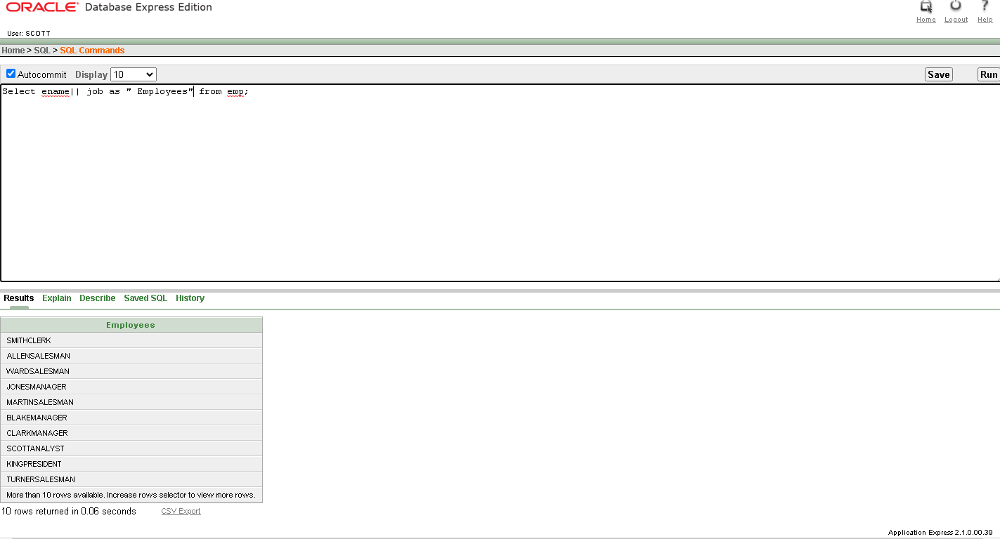 ORACLE Database Express Edition
Home Logout Help
User: SCOTT
Home > SQL > SQL Commands
Autocommit Display 10 Save Run
Select ename|| job as " Employees" from emp;
Results Explain Describe Saved SQL History
Employees
SMITHCLERK
ALLENSALESMAN
WARDSALESMAN
JONESMANAGER
MARTINSALESMAN
BLAKEMANAGER
CLARKMANAGER
SCOTTANALYST
KINGPRESIDENT
TURNERSALESMAN
More than 10 rows available. Increase rows selector to view more rows.
10 rows returned in 0.06 seconds CSV Export
Application Express 2.1.0.00.39